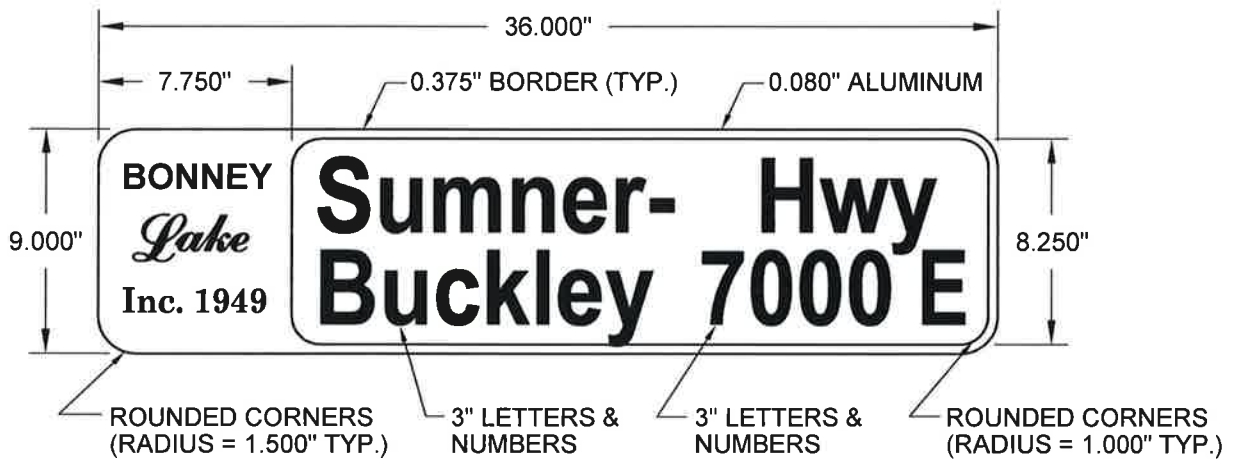 36.000"
7.750"
0.375" BORDER (TYP.)
0.080" ALUMINUM
BONNEY
Lake
Inc. 1949
Sumner- Hwy
Buckley 7000 E
9.000"
8.250"
ROUNDED CORNERS
(RADIUS = 1.500" TYP.)
3" LETTERS &
NUMBERS
3" LETTERS &
NUMBERS
ROUNDED CORNERS
(RADIUS = 1.000" TYP.)